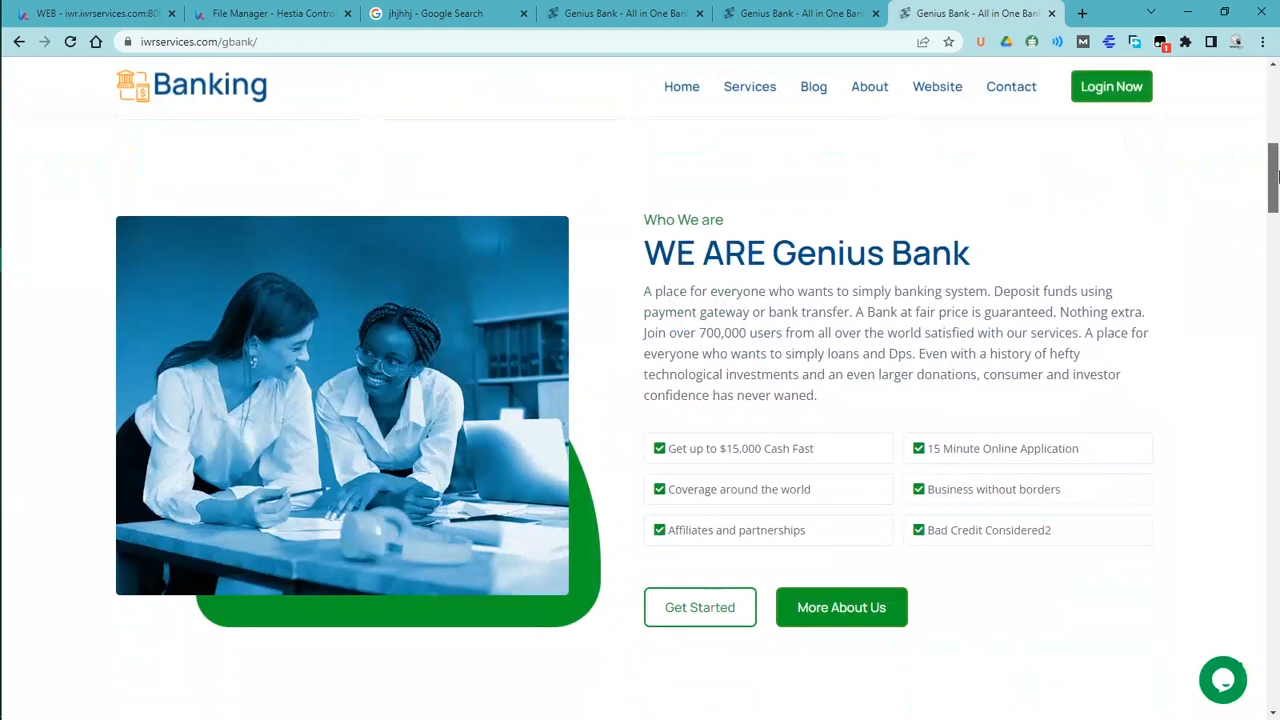 WEB - iwr.iwrservices.com:80
File Manager - Hestia Contro
jhjhhj - Google Search
Genius Bank - All in One Ban
Genius Bank - All in One Bank
Genius Bank - All in One Ban
iwrservices.com/gbank/
1
Banking
Home
Services
Blog
About
Website
Contact
Login Now
Who We are
WE ARE Genius Bank
A place for everyone who wants to simply banking system. Deposit funds using
payment gateway or bank transfer. A Bank at fair price is guaranteed. Nothing extra.
Join over 700,000 users from all over the world satisfied with our services. A place for
everyone who wants to simply loans and Dps. Even with a history of hefty
technological investments and an even larger donations, consumer and investor
confidence has never waned.
Get up to $15,000 Cash Fast
15 Minute Online Application
Coverage around the world
Business without borders
Affiliates and partnerships
Bad Credit Considered2
Get Started
More About Us